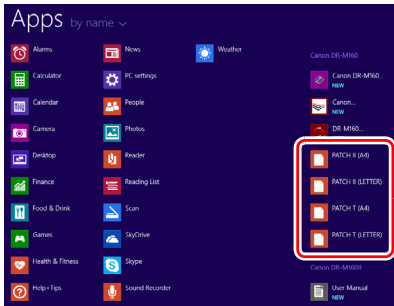 Apps by name
Alarms
Calculator
Calendar
Camera
Desktop
Finance
Food & Drink
Games
Health & Fitness
Help+Tips
News
PC settings
People
Photos
Reader
Reading List
Scan
SkyDrive
Skype
Sound Recorder
Weather
Canon DR-M160
Canon DR-M160...
NEW
Canon...
NEW
DR-M160...
PATCH II (A4)
PATCH II (LETTER)
PATCH T (A4)
PATCH T (LETTER)
Canon DR-M160II
User Manual
NEW